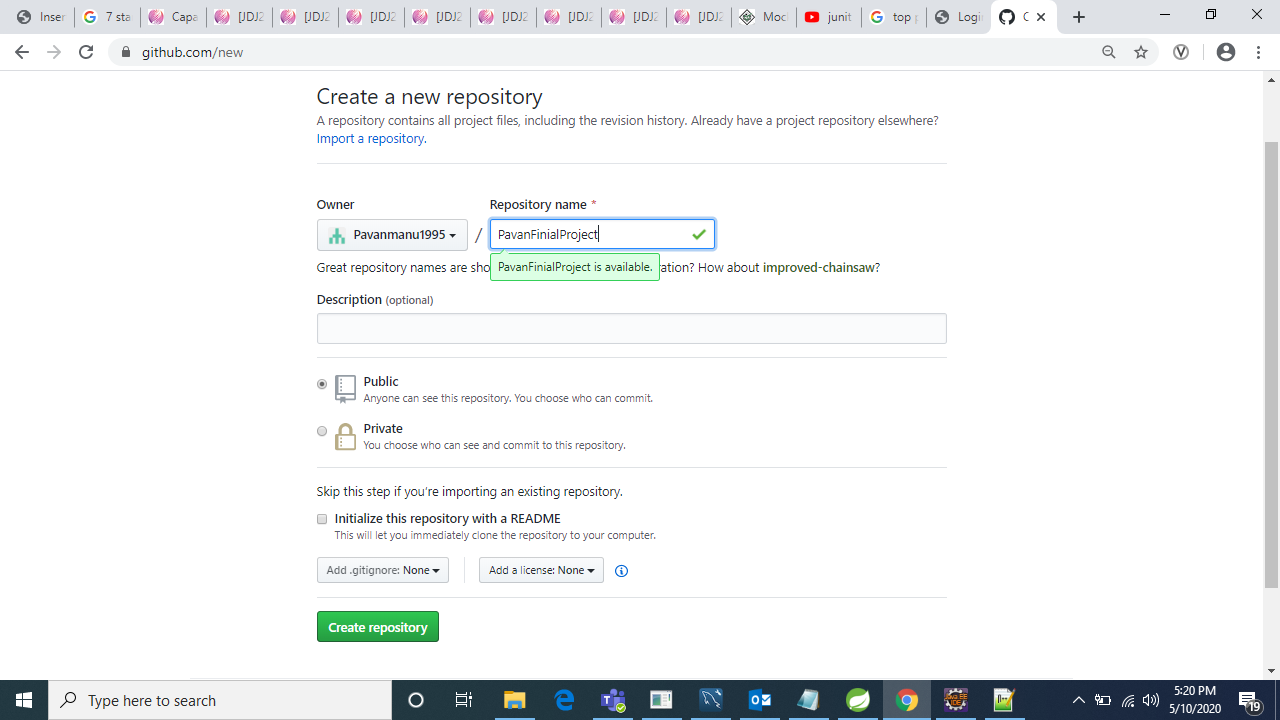 Inser
7 sta
Capa
[JDJ2
[JDJ2
[JDJ2
[JDJ2
[JDJ2
[JDJ2
[JDJ2
[JDJ2
Moc
junit
top p
Login
github.com/new
Create a new repository
A repository contains all project files, including the revision history. Already have a project repository elsewhere?
Import a repository.
Owner
Repository name *
Pavanmanu1995
/
PavanFinialProject
Great repository names are sho
PavanFinialProject is available.
ration? How about improved-chainsaw?
Description (optional)
Public
Anyone can see this repository. You choose who can commit.
Private
You choose who can see and commit to this repository.
Skip this step if you're importing an existing repository.
Initialize this repository with a README
This will let you immediately clone the repository to your computer.
Add .gitignore: None
Add a license: None
Create repository
Type here to search
5:20 PM
5/10/2020
19